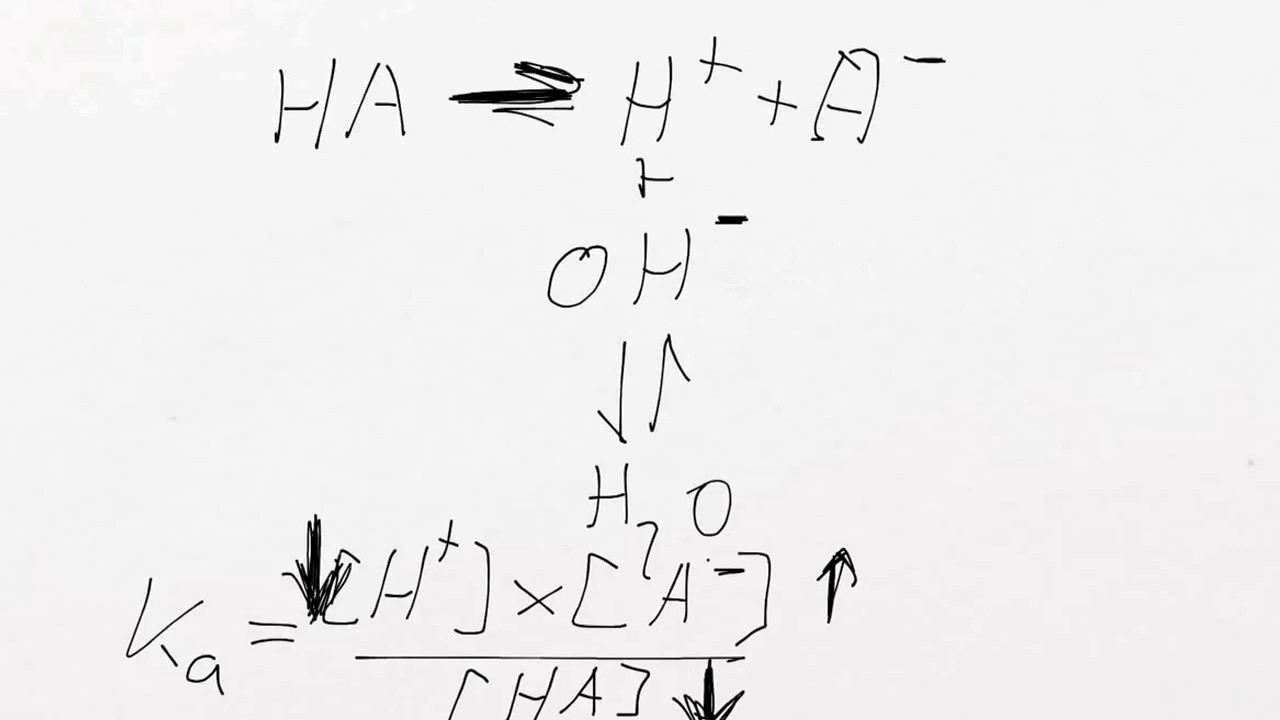 HA ⇌ H⁺ + A⁻
+
OH⁻
↓↑
H₂O
Kₐ = ↓[H⁺] × [A⁻] ↑
[HA] ↓